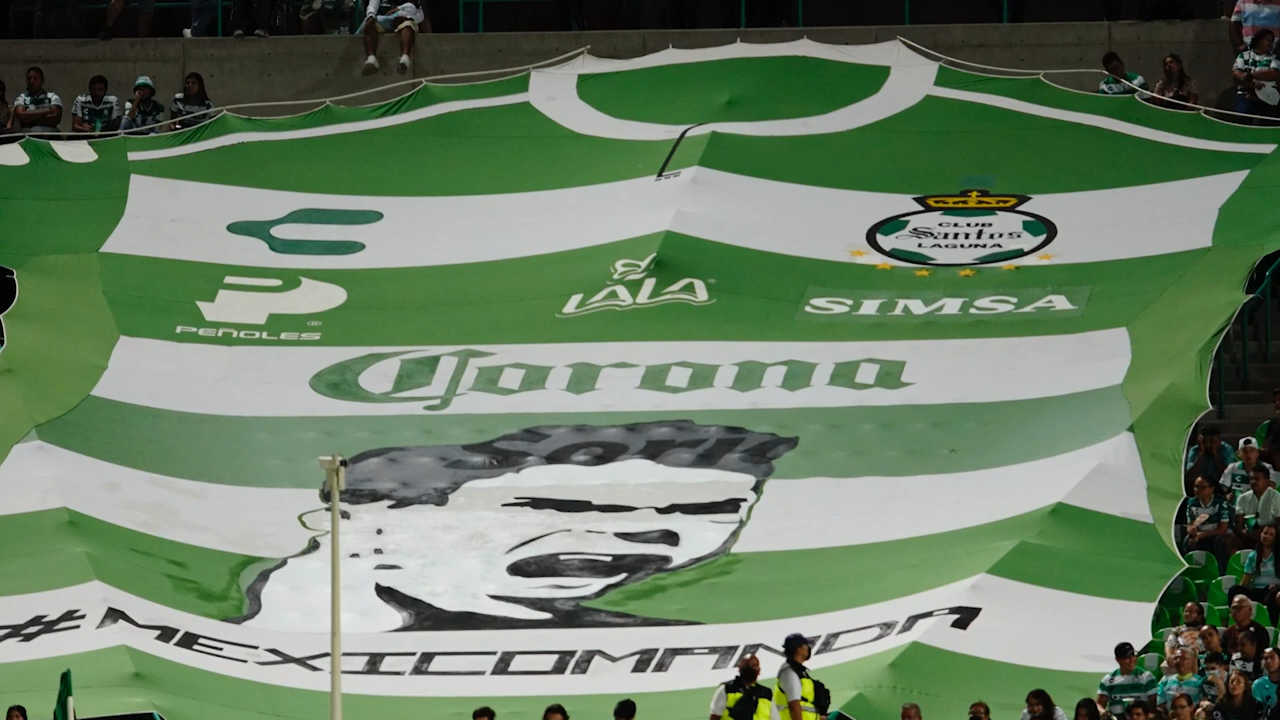 CLUB
Santos
LAGUNA
PEÑOLES ®
LALA
SIMSA
Corona
#MEXICOMANDA